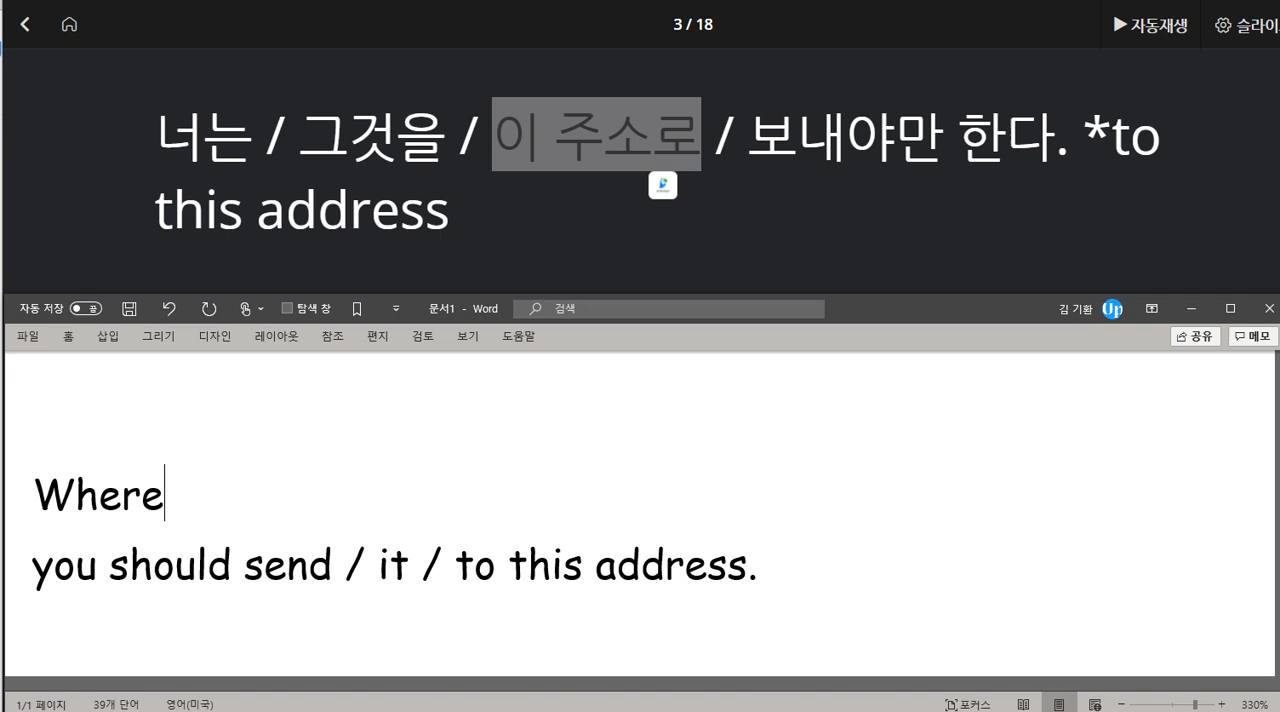 3 / 18
▶ 자동재생
슬라이
너는 / 그것을 / 이 주소로 / 보내야만 한다. *to
this address
자동 저장 끔 탐색 창 문서1 - Word 검색 김 기환 Up
파일 홈 삽입 그리기 디자인 레이아웃 참조 편지 검토 보기 도움말 공유 메모
Where
you should send / it / to this address.
1/1 페이지 39개 단어 영어(미국) 포커스 - + 330%